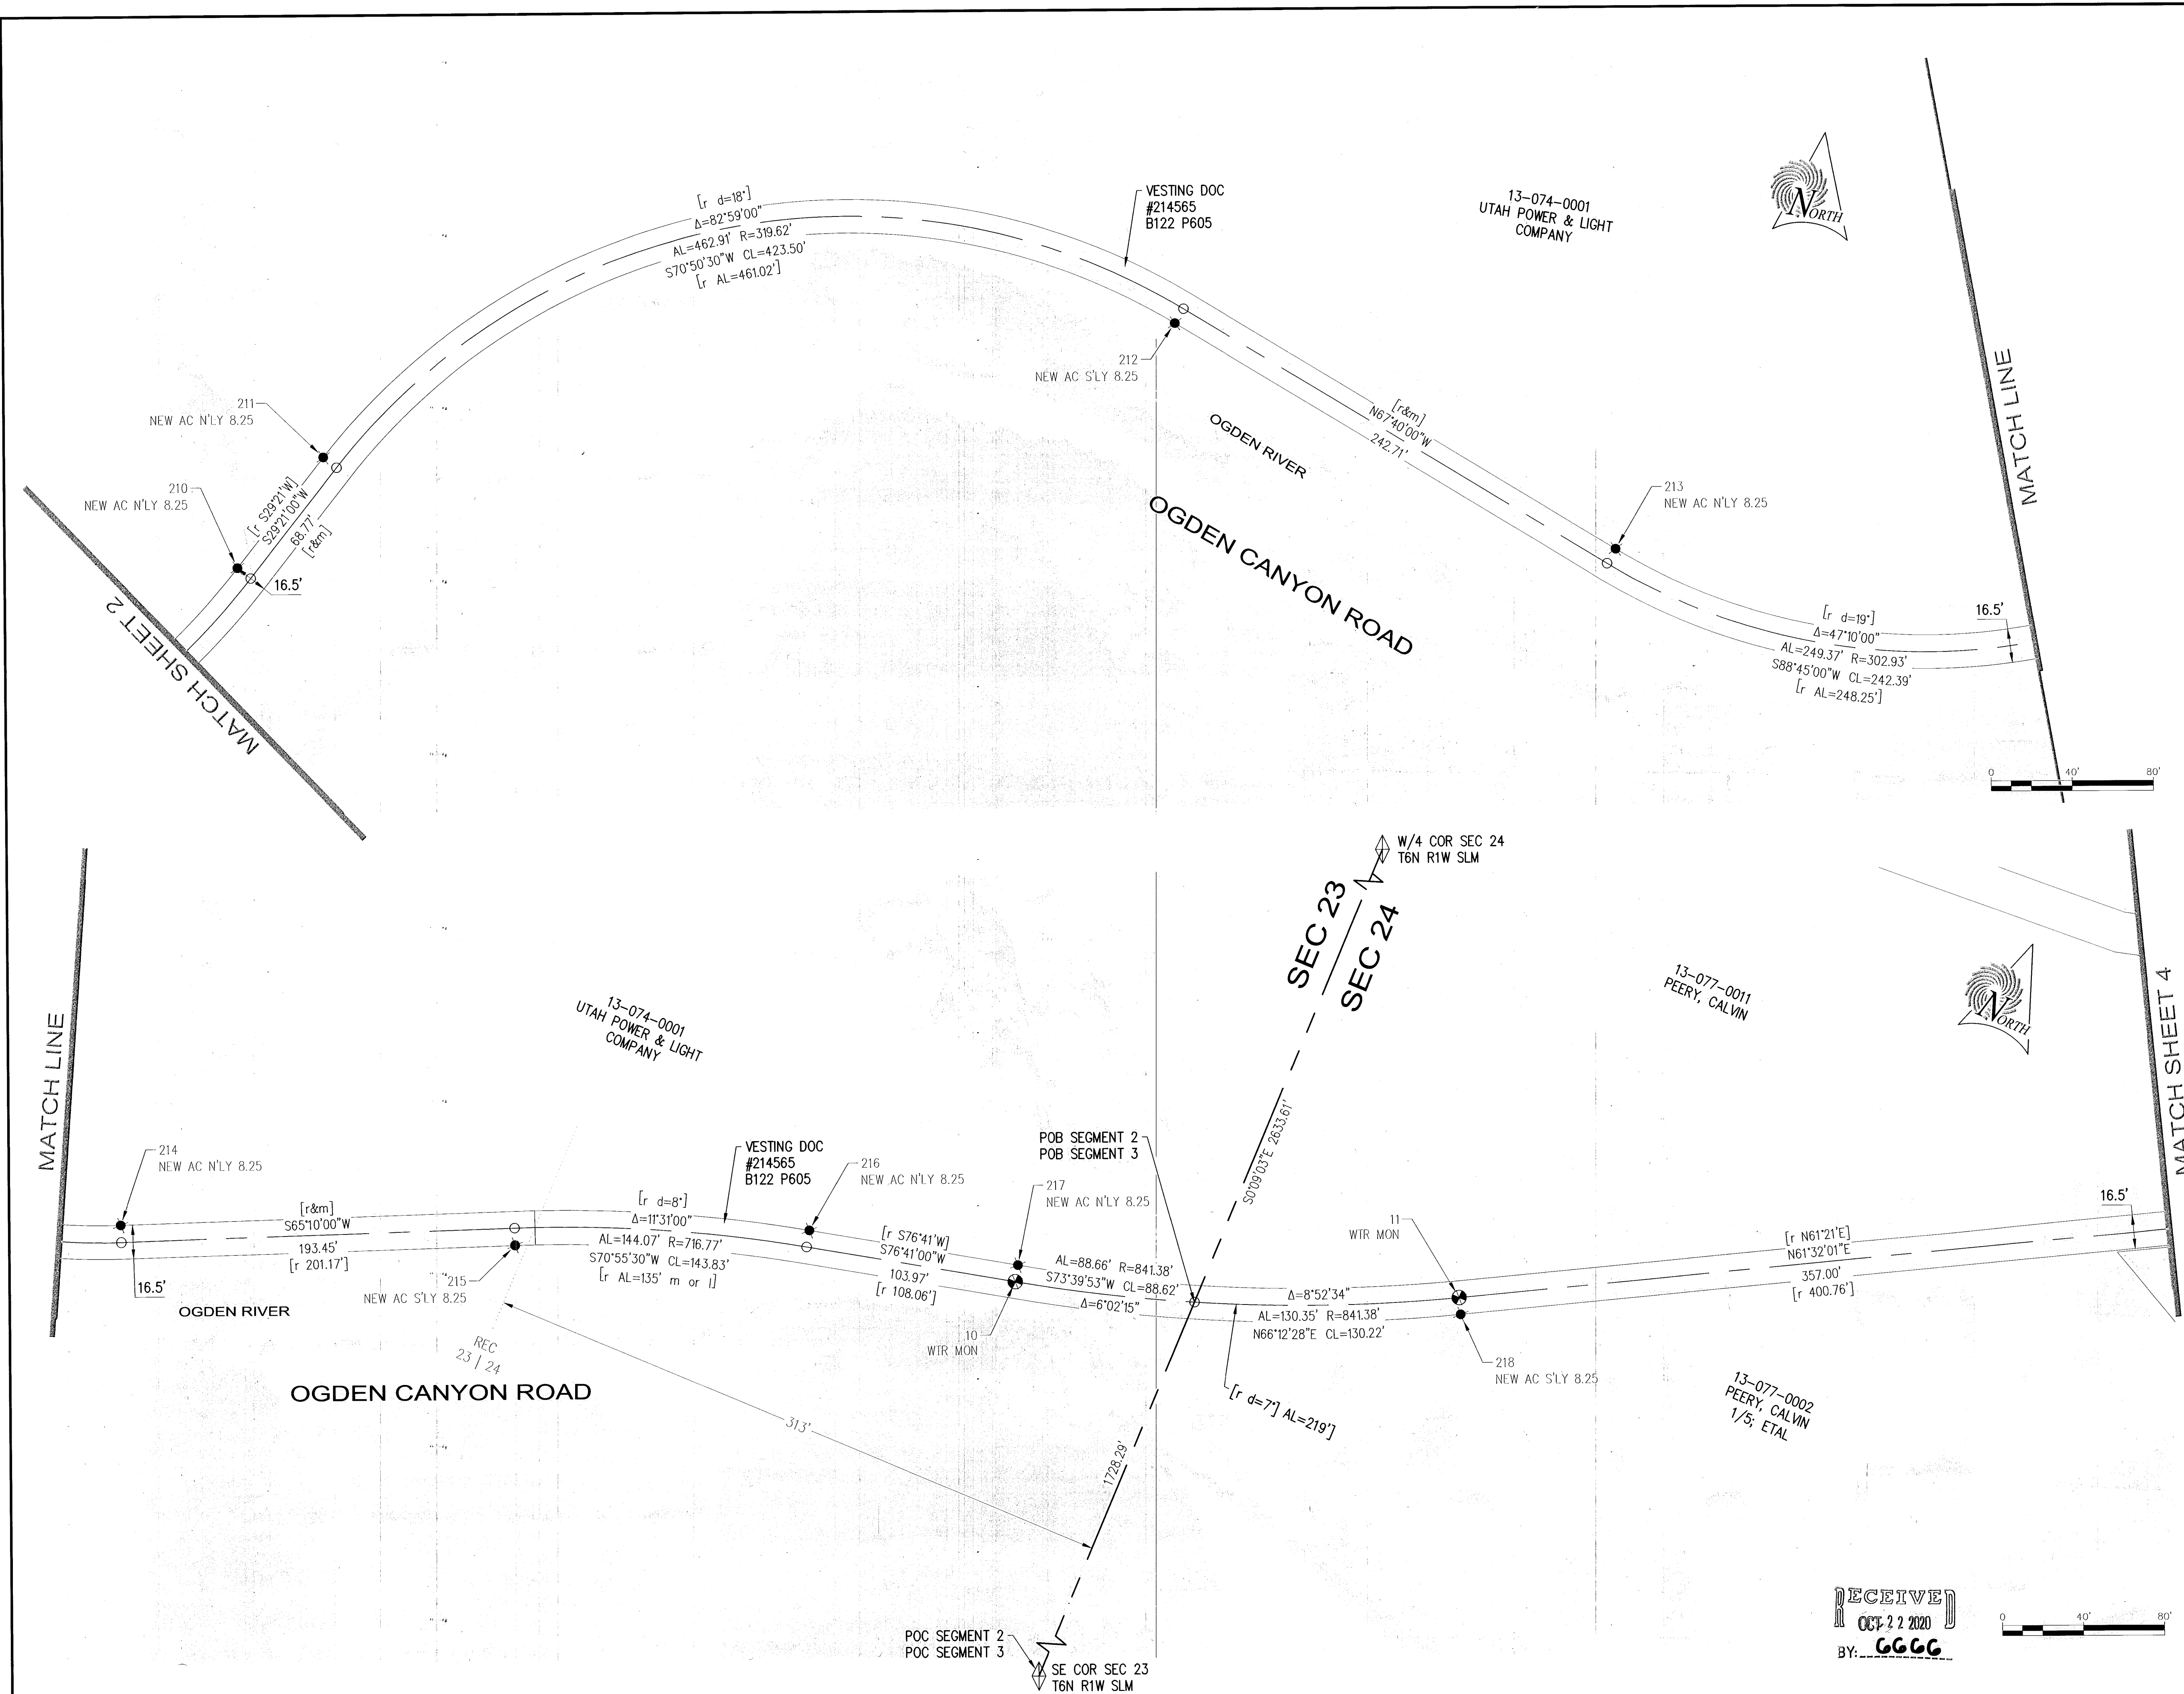 [r d=18°]
Δ=82°59'00"
AL=462.91' R=319.62'
S70°50'30"W CL=423.50'
[r AL=461.02']
VESTING DOC
#214565
B122 P605
13-074-0001
UTAH POWER & LIGHT
COMPANY
NORTH
MATCH LINE
211
NEW AC N'LY 8.25
210
NEW AC N'LY 8.25
[r S29°21'W]
S29°21'00"W
68.77'
[r&m]
16.5'
MATCH SHEET 2
212
NEW AC S'LY 8.25
[r&m]
N67°40'00"W
242.71'
OGDEN RIVER
OGDEN CANYON ROAD
213
NEW AC N'LY 8.25
[r d=19°]
Δ=47°10'00"
AL=249.37' R=302.93'
S88°45'00"W CL=242.39'
[r AL=248.25']
16.5'
0 40' 80'
MATCH LINE
W/4 COR SEC 24
T6N R1W SLM
SEC 23
SEC 24
S0°09'03"E 2633.61'
13-074-0001
UTAH POWER & LIGHT
COMPANY
13-077-0011
PEERY, CALVIN
NORTH
MATCH SHEET 4
214
NEW AC N'LY 8.25
[r&m]
S65°10'00"W
193.45'
[r 201.17']
16.5'
OGDEN RIVER
215
NEW AC S'LY 8.25
REC
23 | 24
OGDEN CANYON ROAD
[r d=8°]
Δ=11°31'00"
AL=144.07' R=716.77'
S70°55'30"W CL=143.83'
[r AL=135' m or l]
VESTING DOC
#214565
B122 P605
216
NEW AC N'LY 8.25
[r S76°41'W]
S76°41'00"W
103.97'
[r 108.06']
217
NEW AC N'LY 8.25
10
WTR MON
AL=88.66' R=841.38'
S73°39'53"W CL=88.62'
Δ=6°02'15"
POB SEGMENT 2
POB SEGMENT 3
Δ=8°52'34"
AL=130.35' R=841.38'
N66°12'28"E CL=130.22'
[r d=7°] AL=219']
11
WTR MON
218
NEW AC S'LY 8.25
[r N61°21'E]
N61°32'01"E
357.00'
[r 400.76']
16.5'
13-077-0002
PEERY, CALVIN
1/5; ETAL
313'
1728.29'
POC SEGMENT 2
POC SEGMENT 3
SE COR SEC 23
T6N R1W SLM
RECEIVED
OCT 2 2 2020
BY: 6666
0 40' 80'